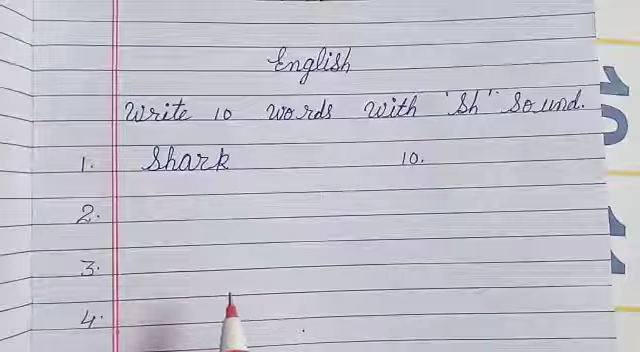 English
Write 10 words with 'Sh" Sound.
1. Shark 10.
2.
3.
4.